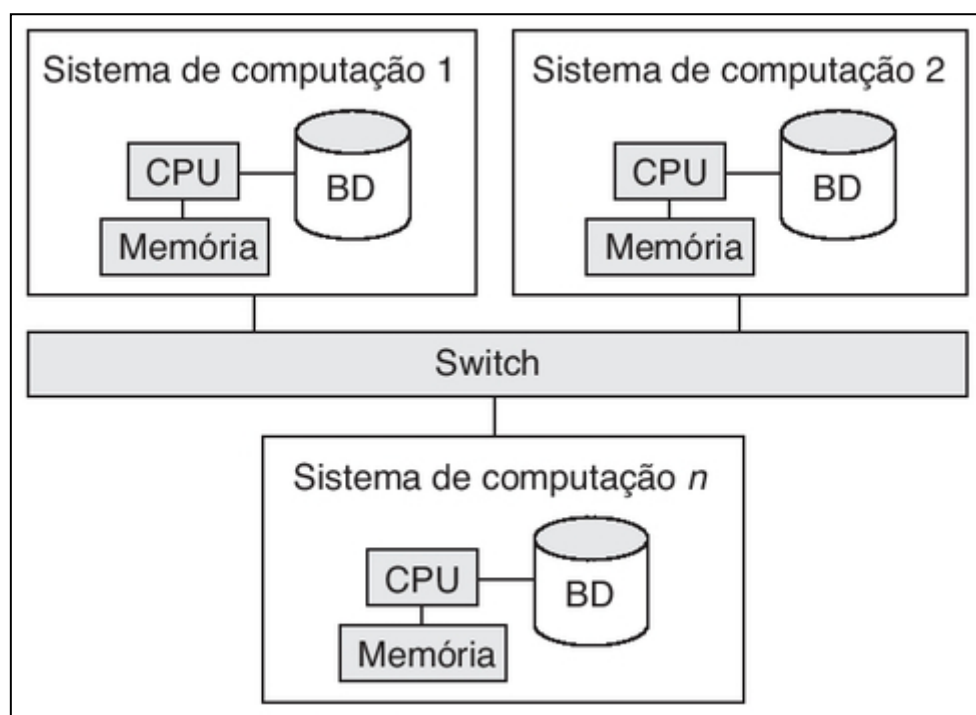 Sistema de computação 1
CPU
BD
Memória
Sistema de computação 2
CPU
BD
Memória
Switch
Sistema de computação n
CPU
BD
Memória